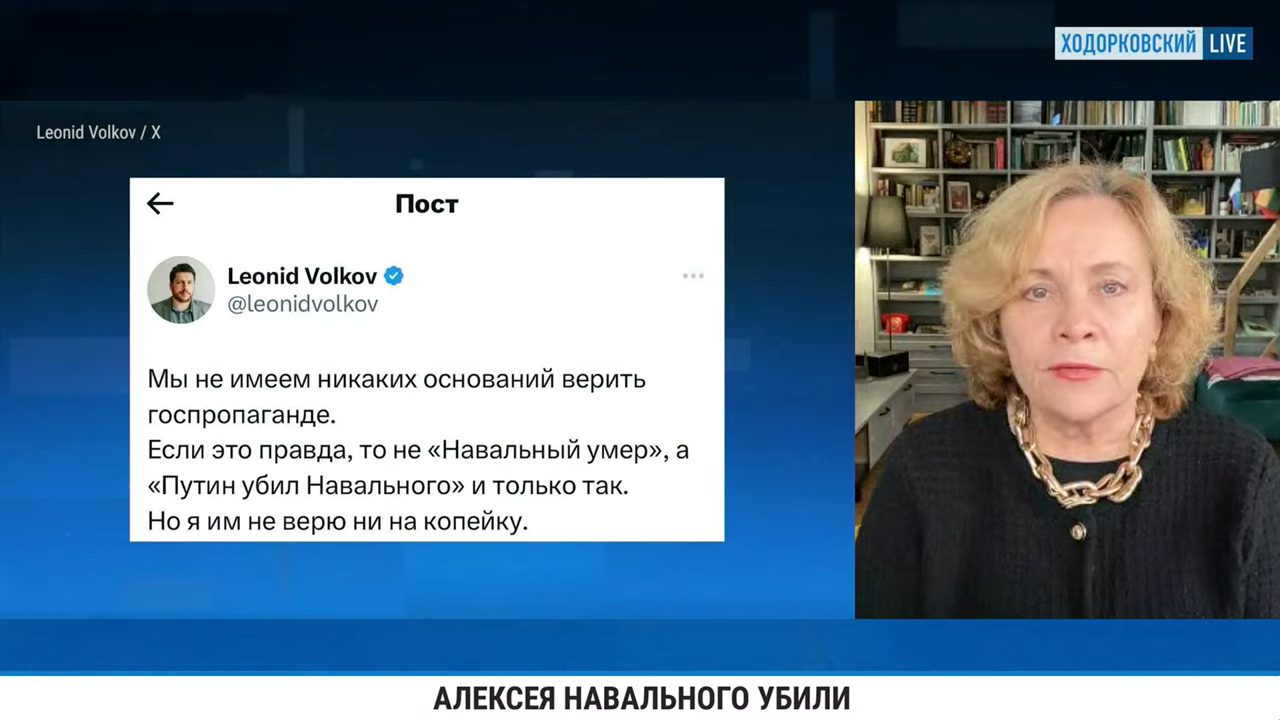 ХОДОРКОВСКИЙ LIVE
Leonid Volkov / X
Пост
Leonid Volkov
@leonidvolkov
Мы не имеем никаких оснований верить
госпропаганде.
Если это правда, то не «Навальный умер», а
«Путин убил Навального» и только так.
Но я им не верю ни на копейку.
АЛЕКСЕЯ НАВАЛЬНОГО УБИЛИ